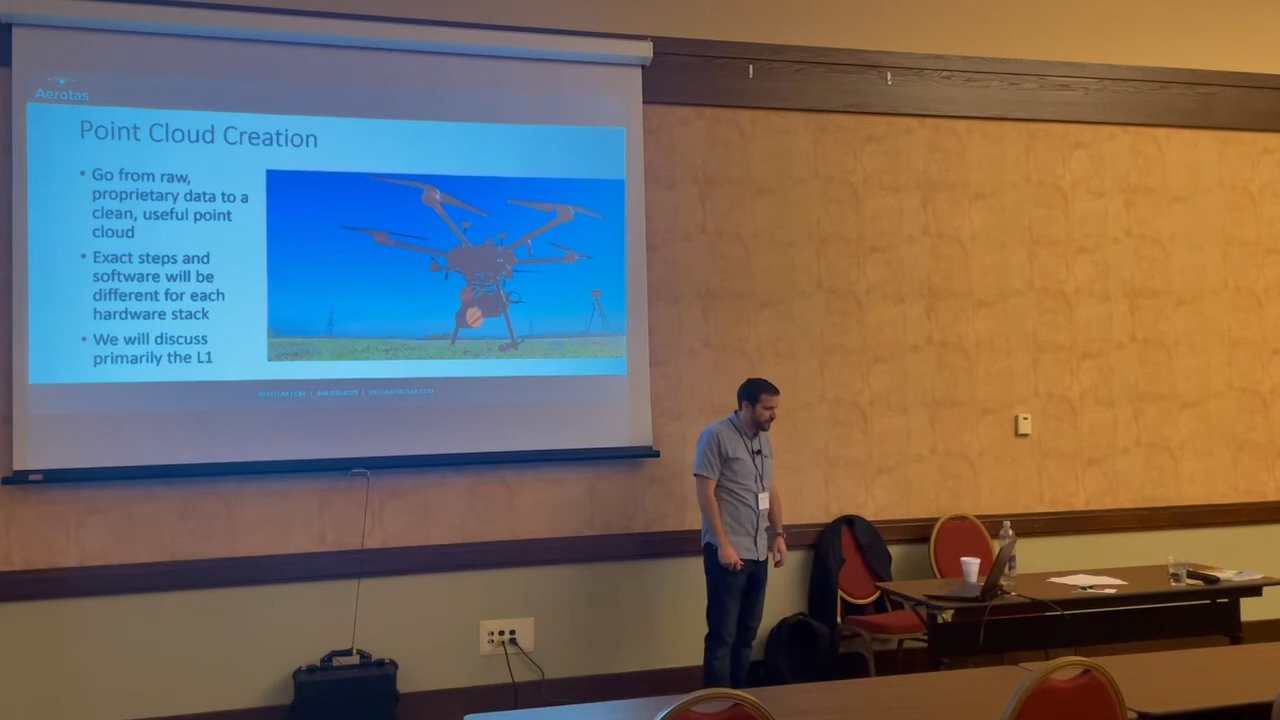 Aerotas
Point Cloud Creation
• Go from raw,
proprietary data to a
clean, useful point
cloud
• Exact steps and
software will be
different for each
hardware stack
• We will discuss
primarily the L1